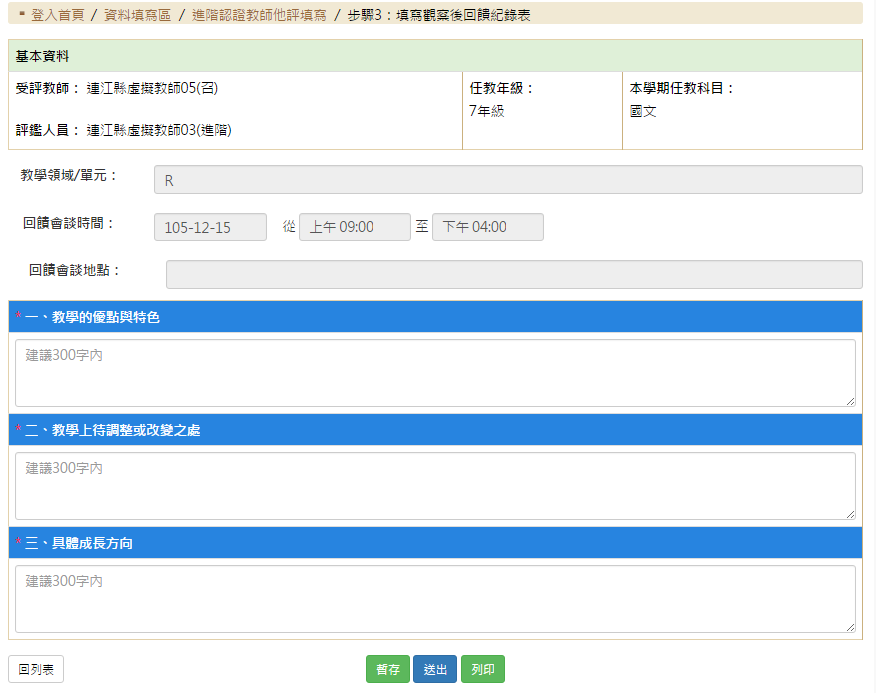 登入首頁 / 資料填寫區 / 進階認證教師他評填寫 / 步驟3：填寫觀察後回饋紀錄表
基本資料
受評教師： 連江縣虛擬教師05(召)
評鑑人員： 連江縣虛擬教師03(進階)
任教年級：
7年級
本學期任教科目：
國文
教學領域/單元： R
回饋會談時間： 105-12-15 從 上午 09:00 至 下午 04:00
回饋會談地點：
* 一、教學的優點與特色
建議300字內
* 二、教學上待調整或改變之處
建議300字內
* 三、具體成長方向
建議300字內
回列表 暫存 送出 列印